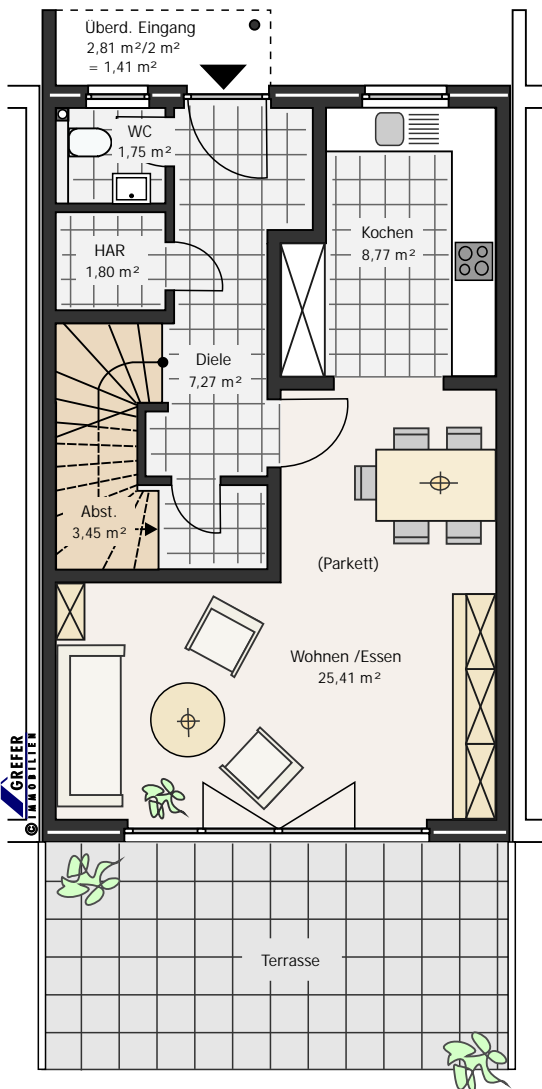 Überd. Eingang
2,81 m²/2 m²
= 1,41 m²
WC
1,75 m²
Kochen
8,77 m²
HAR
1,80 m²
Diele
7,27 m²
Abst.
3,45 m²
(Parkett)
Wohnen /Essen
25,41 m²
GREFER
© IMMOBILIEN
Terrasse